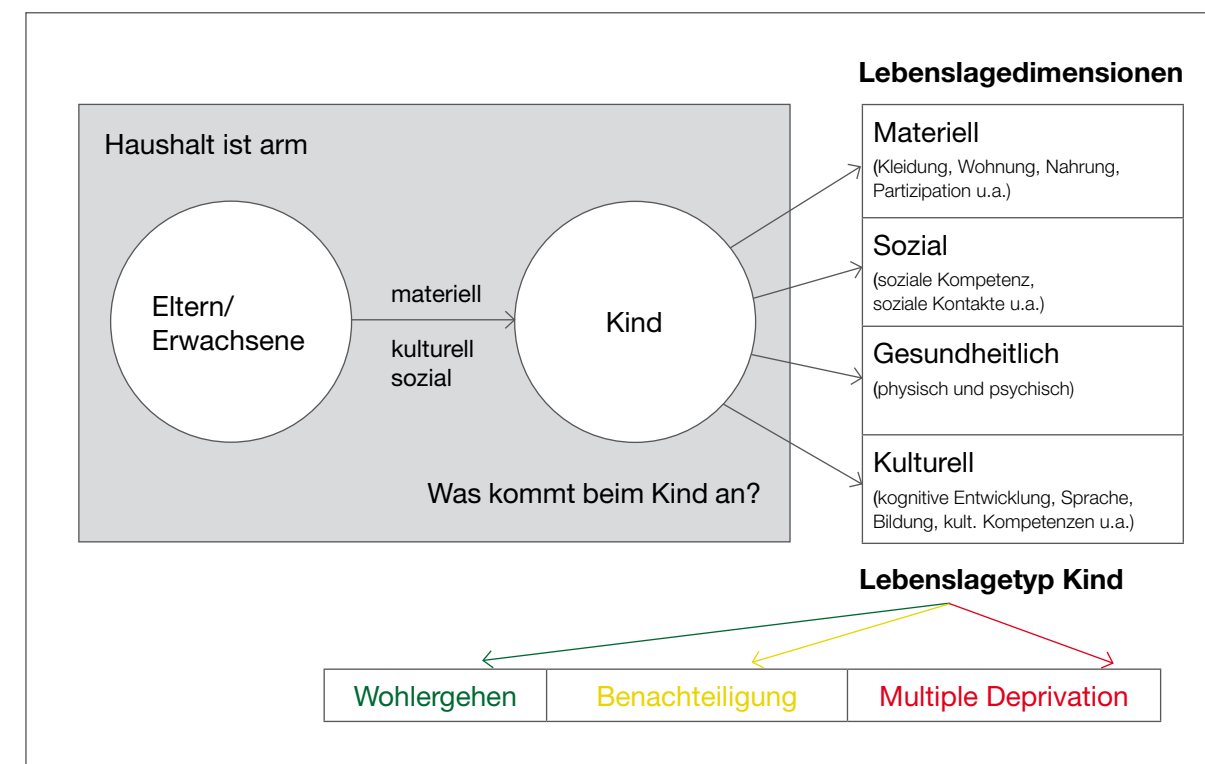 Lebenslagedimensionen
Haushalt ist arm
Eltern/
Erwachsene
materiell
kulturell
sozial
Kind
Was kommt beim Kind an?
Materiell
(Kleidung, Wohnung, Nahrung,
Partizipation u.a.)
Sozial
(soziale Kompetenz,
soziale Kontakte u.a.)
Gesundheitlich
(physisch und psychisch)
Kulturell
(kognitive Entwicklung, Sprache,
Bildung, kult. Kompetenzen u.a.)
Lebenslagetyp Kind
Wohlergehen
Benachteiligung
Multiple Deprivation